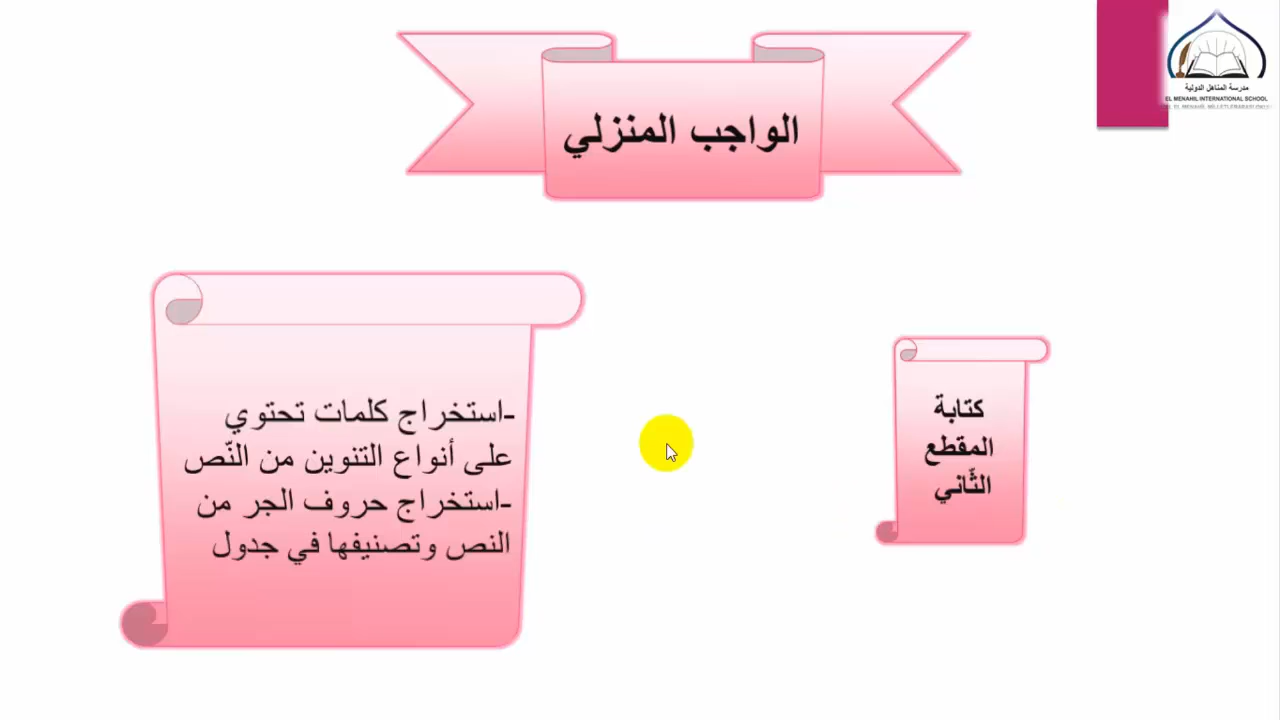 مدرسة المناهل الدولية
EL MENAHIL INTERNATIONAL SCHOOL
الواجب المنزلي
كتابة
المقطع
الثّاني
-استخراج كلمات تحتوي
على أنواع التنوين من النّص
-استخراج حروف الجر من
النص وتصنيفها في جدول